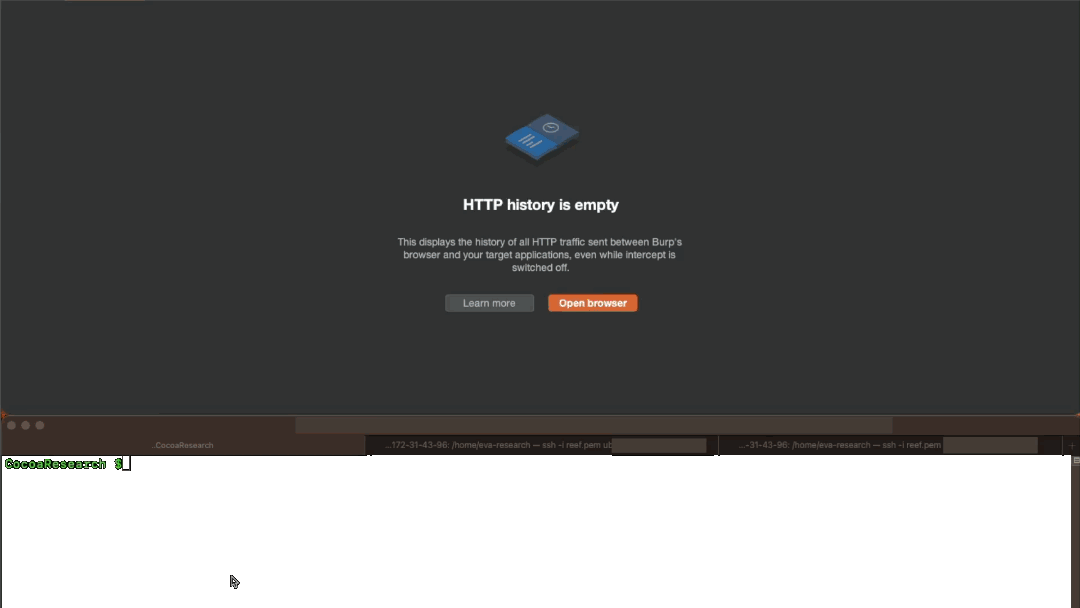 HTTP history is empty
This displays the history of all HTTP traffic sent between Burp's
browser and your target applications, even while intercept is
switched off.
Learn more
Open browser
..CocoaResearch
...172-31-43-96: /home/eva-research — ssh -i reef.pem ub
...-31-43-96: /home/eva-research — ssh -i reef.pem
+
CocoaResearch $